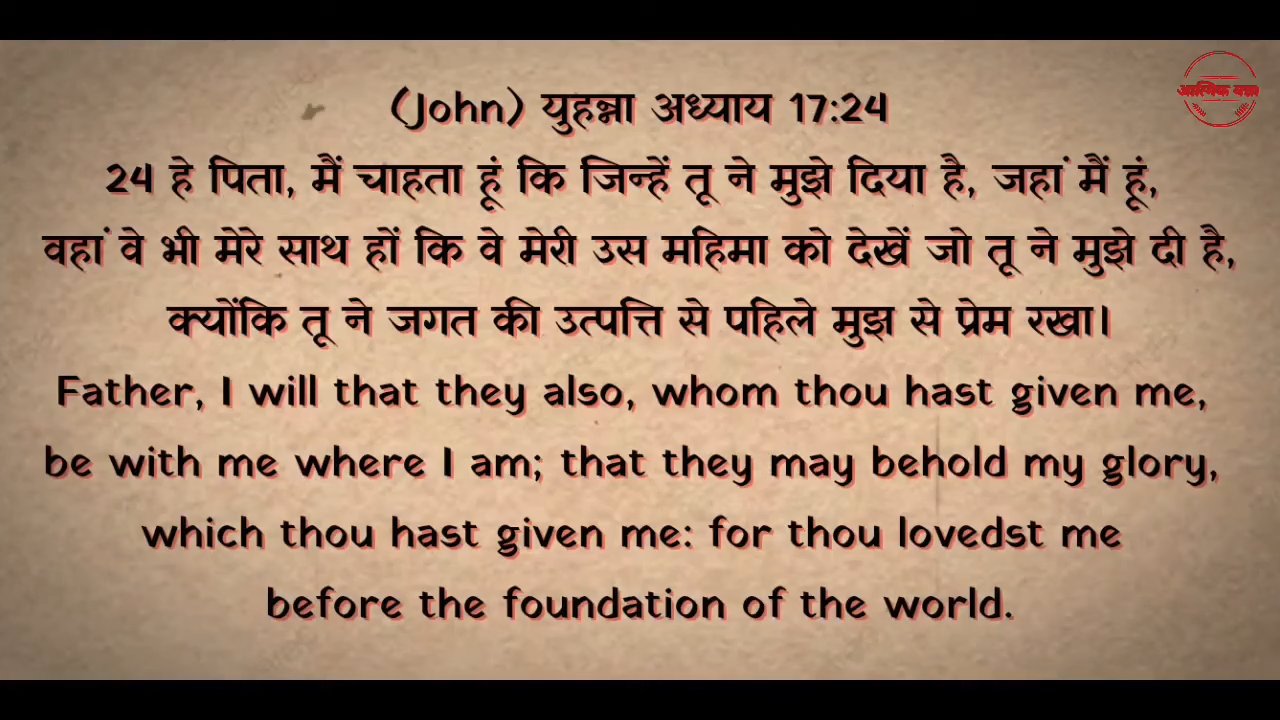 (John) युहन्ना अध्याय 17:24
24 हे पिता, मैं चाहता हूं कि जिन्हें तू ने मुझे दिया है, जहां मैं हूं,
वहां वे भी मेरे साथ हों कि वे मेरी उस महिमा को देखें जो तू ने मुझे दी है,
क्योंकि तू ने जगत की उत्पत्ति से पहिले मुझ से प्रेम रखा।
Father, I will that they also, whom thou hast given me,
be with me where I am; that they may behold my glory,
which thou hast given me: for thou lovedst me
before the foundation of the world.
आत्मिक